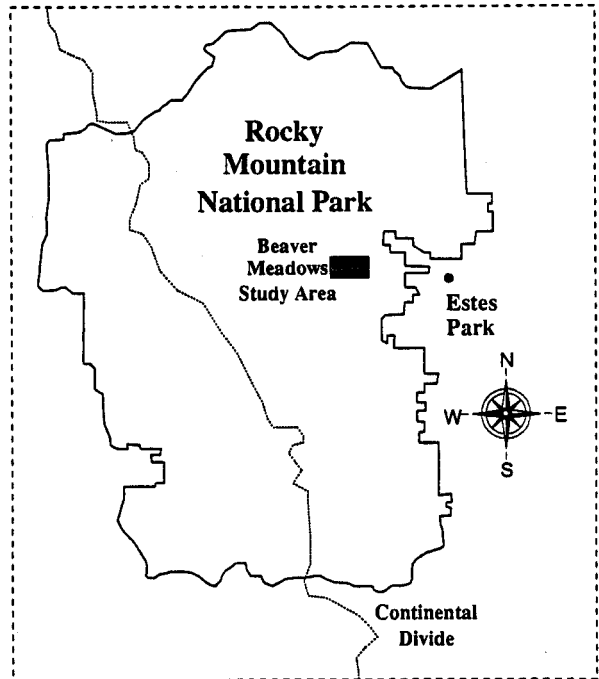 Rocky
Mountain
National Park
Beaver
Meadows
Study Area
Estes
Park
N
W
E
S
Continental
Divide